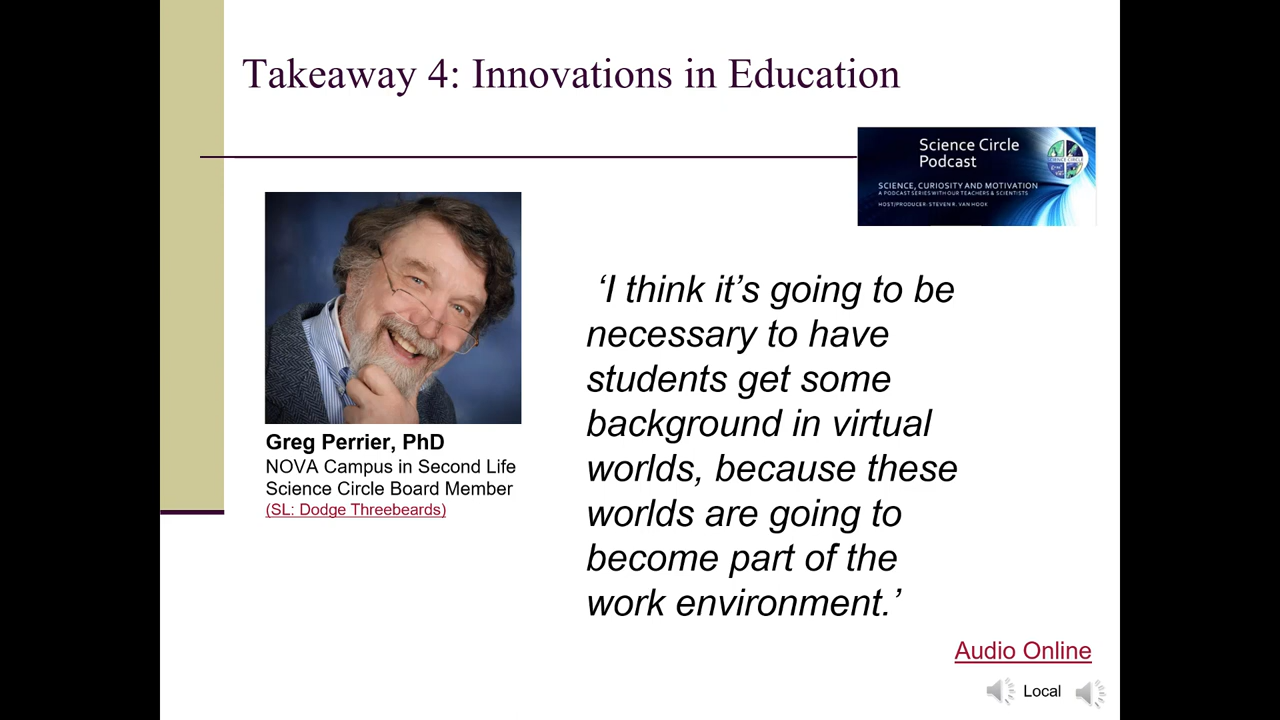 Takeaway 4: Innovations in Education
Science Circle
Podcast
SCIENCE, CURIOSITY AND MOTIVATION
A PODCAST SERIES WITH OUR TEACHERS & SCIENTISTS
HOST/PRODUCER: STEVEN R. VAN HOOK
SCIENCE CIRCLE
Greg Perrier, PhD
NOVA Campus in Second Life
Science Circle Board Member
(SL: Dodge Threebeards)
‘I think it’s going to be
necessary to have
students get some
background in virtual
worlds, because these
worlds are going to
become part of the
work environment.’
Audio Online
Local